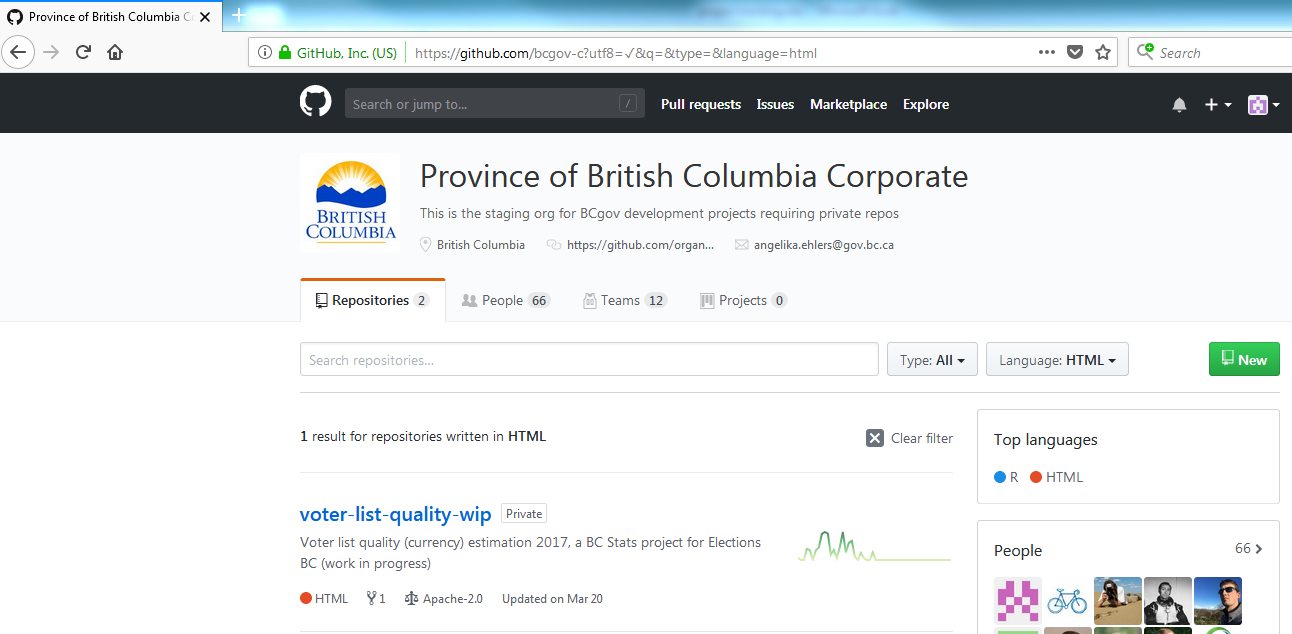 Province of British Columbia C
GitHub, Inc. (US) https://github.com/bcgov-c?utf8=✓&q=&type=&language=html Search
Search or jump to... / Pull requests Issues Marketplace Explore
BRITISH
COLUMBIA
Province of British Columbia Corporate
This is the staging org for BCgov development projects requiring private repos
British Columbia https://github.com/organ... angelika.ehlers@gov.bc.ca
Repositories 2 People 66 Teams 12 Projects 0
Search repositories... Type: All Language: HTML New
1 result for repositories written in HTML Clear filter
voter-list-quality-wip Private
Voter list quality (currency) estimation 2017, a BC Stats project for Elections
BC (work in progress)
HTML 1 Apache-2.0 Updated on Mar 20
Top languages
R HTML
People 66